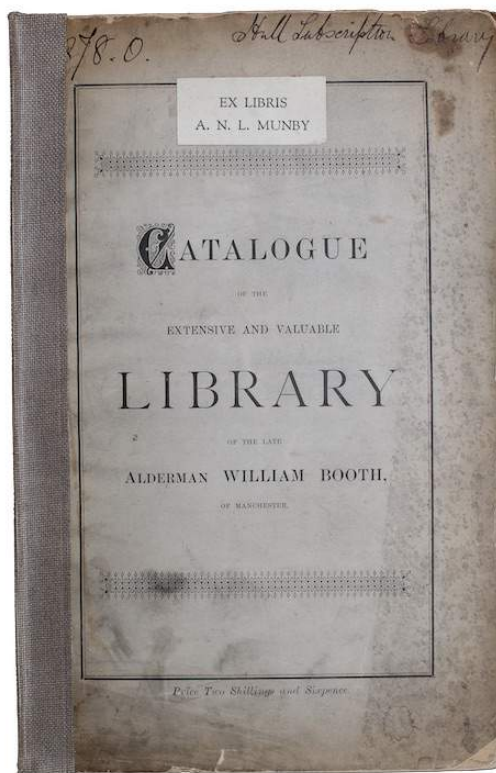 878.0. Hull Subscription Library
EX LIBRIS
A. N. L. MUNBY
CATALOGUE
OF THE
EXTENSIVE AND VALUABLE
LIBRARY
OF THE LATE
ALDERMAN WILLIAM BOOTH,
OF MANCHESTER.
Price Two Shillings and Sixpence.